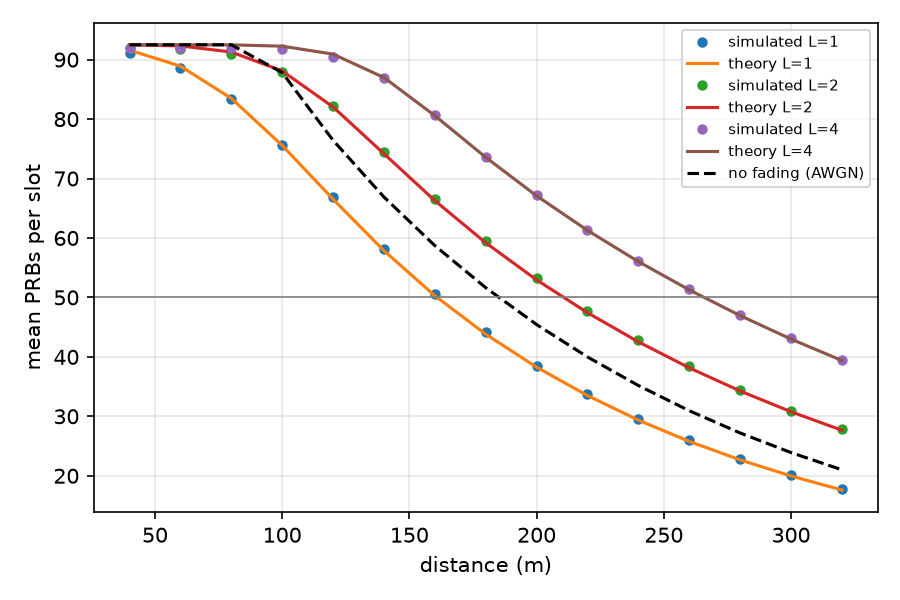 simulated L=1
theory L=1
simulated L=2
theory L=2
simulated L=4
theory L=4
no fading (AWGN)
mean PRBs per slot
90
80
70
60
50
40
30
20
50
100
150
200
250
300
distance (m)